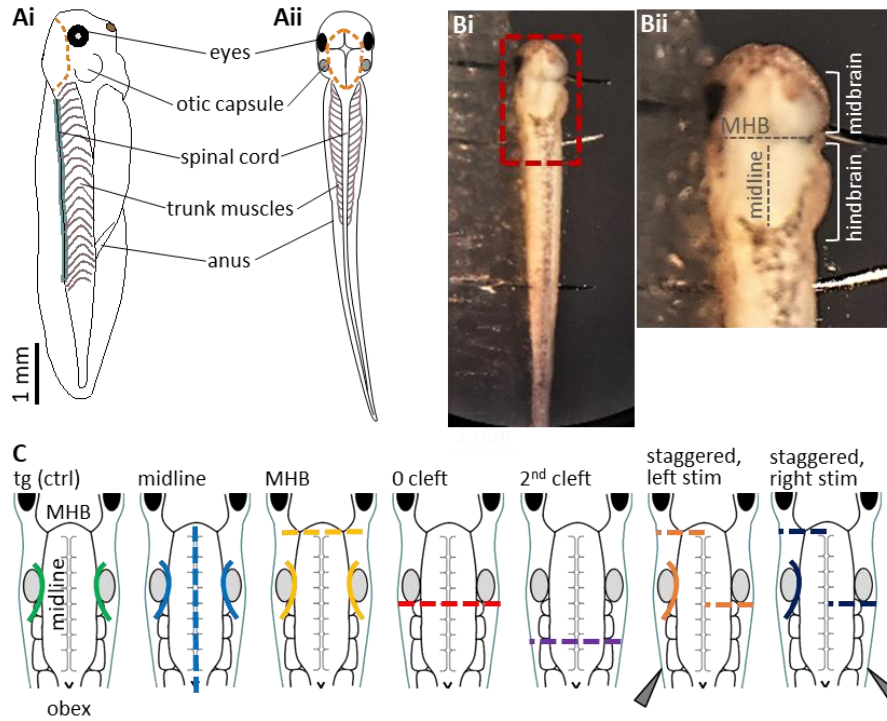 Ai
Aii
eyes
otic capsule
spinal cord
trunk muscles
anus
1 mm
Bi
Bii
MHB
midline
midbrain
hindbrain
C
tg (ctrl)
midline
MHB
0 cleft
2nd cleft
staggered,
left stim
staggered,
right stim
MHB
midline
obex